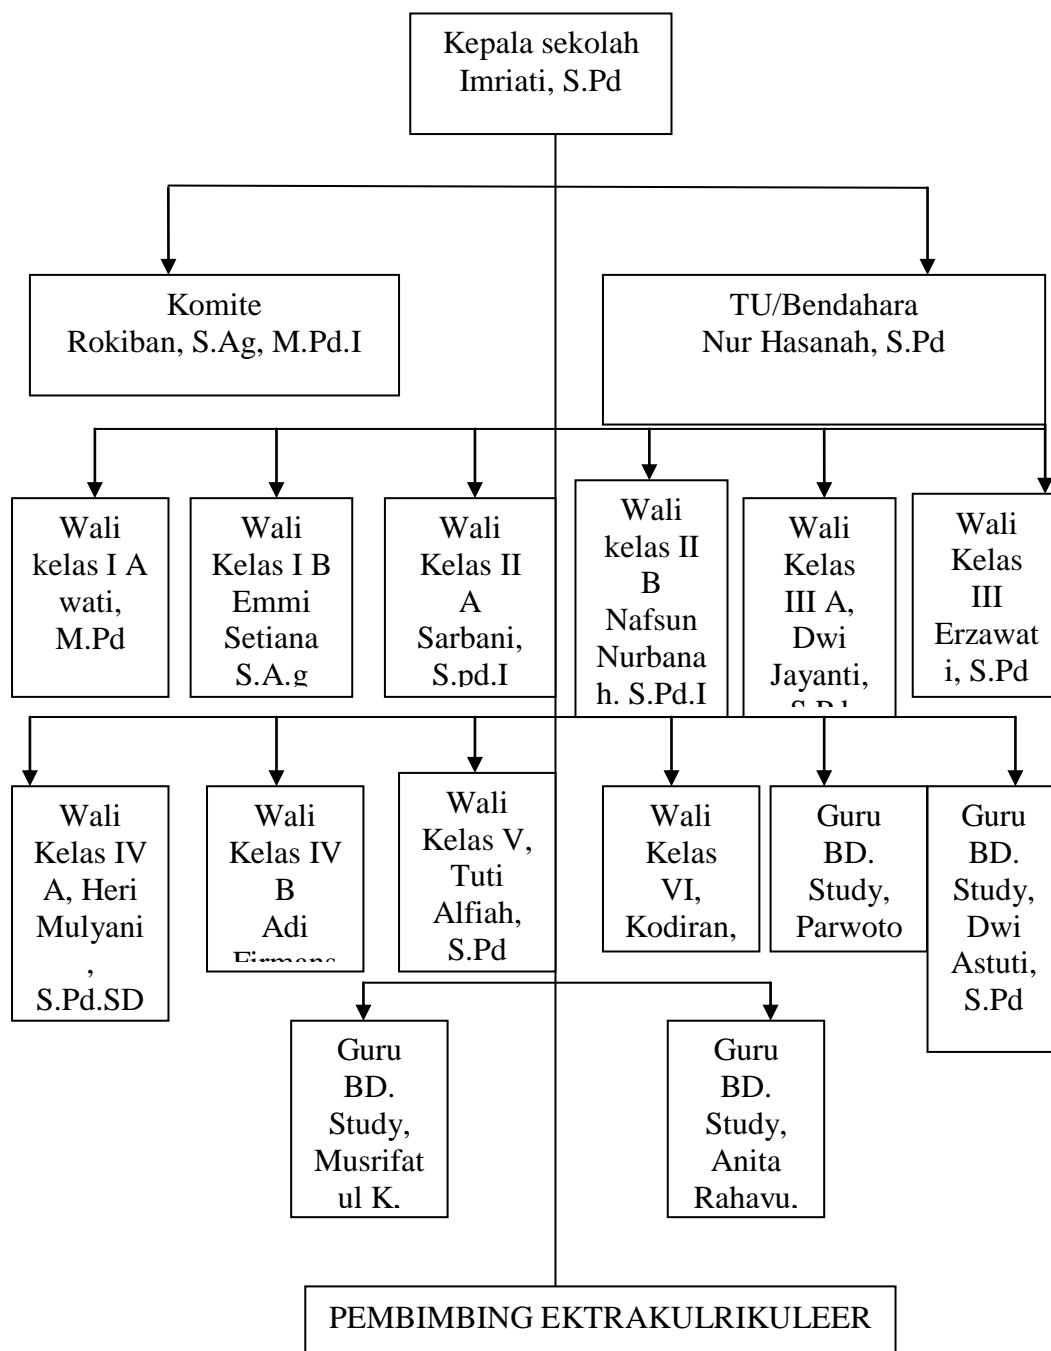 Kepala sekolah
Imriati, S.Pd
Komite
Rokiban, S.Ag, M.Pd.I
TU/Bendahara
Nur Hasanah, S.Pd
Wali
kelas I A
wati,
M.Pd
Wali
Kelas I B
Emmi
Setiana
S.A.g
Wali
Kelas II
A
Sarbani,
S.pd.I
Wali
kelas II
B
Nafsun
Nurbana
h. S.Pd.I
Wali
Kelas
III A,
Dwi
Jayanti,
S.Pd
Wali
Kelas
III
Erzawat
i, S.Pd
Wali
Kelas IV
A, Heri
Mulyani
,
S.Pd.SD
Wali
Kelas IV
B
Adi
Firmans
Wali
Kelas V,
Tuti
Alfiah,
S.Pd
Wali
Kelas
VI,
Kodiran,
Guru
BD.
Study,
Parwoto
Guru
BD.
Study,
Dwi
Astuti,
S.Pd
Guru
BD.
Study,
Musrifat
ul K.
Guru
BD.
Study,
Anita
Rahayu,
PEMBIMBING EKTRAKULRIKULEER